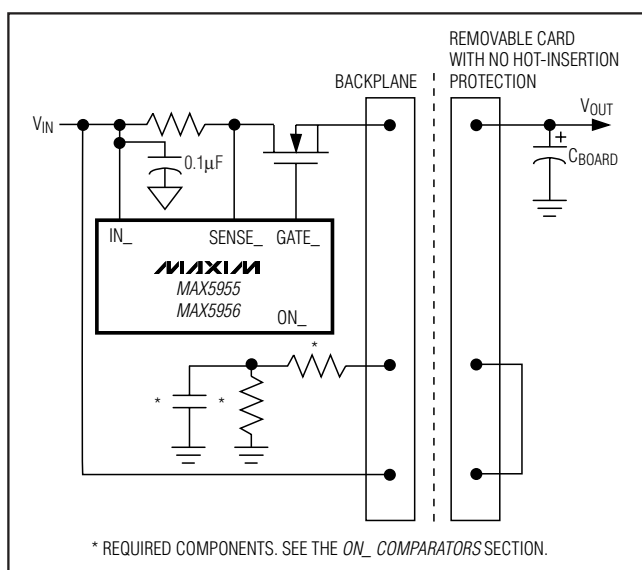 REMOVABLE CARD
WITH NO HOT-INSERTION
PROTECTION
BACKPLANE
VIN
VOUT
+
CBOARD
0.1µF
IN_
SENSE_
GATE_
MAXIM
MAX5955
MAX5956
ON_
*
*
*
* REQUIRED COMPONENTS. SEE THE ON_ COMPARATORS SECTION.